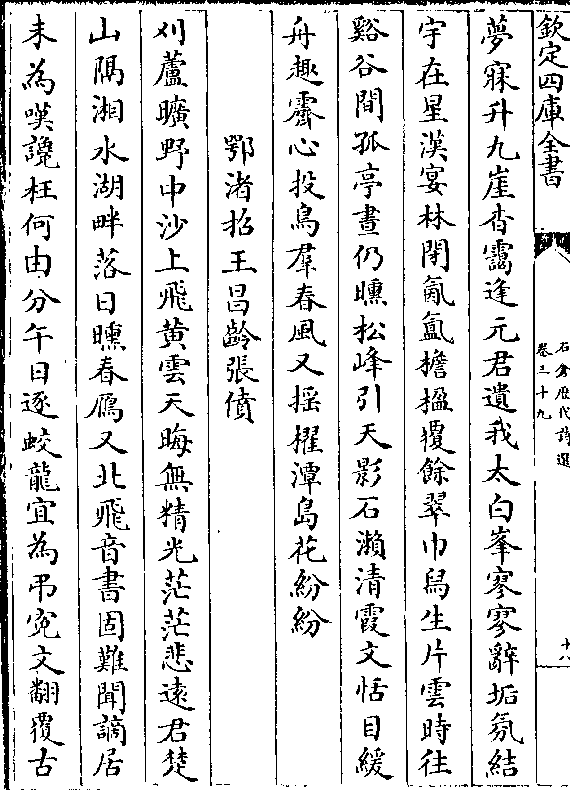 欽定四庫全書
石倉歴代詩選
卷三十九
十八
夢寐升九崖杳靄逢元君遺我太白峯寥寥辭垢氛結
宇在星漢宴林閉氤氲檐楹覆餘翠巾舄生片雲時往
谿谷間孤亭晝仍曛松峰引天影石瀨清霞文恬目緩
舟趣霽心投鳥羣春風又揺櫂潭島花紛紛
鄂渚招王昌齡張僨
刈蘆曠野中沙上飛黄雲天晦無精光茫茫悲遠君楚
山隅湘水湖畔落日曛春鴈又北飛音書固難聞謫居
未為嘆讒枉何由分午日逐蛟龍宜為弔寃文翻覆古